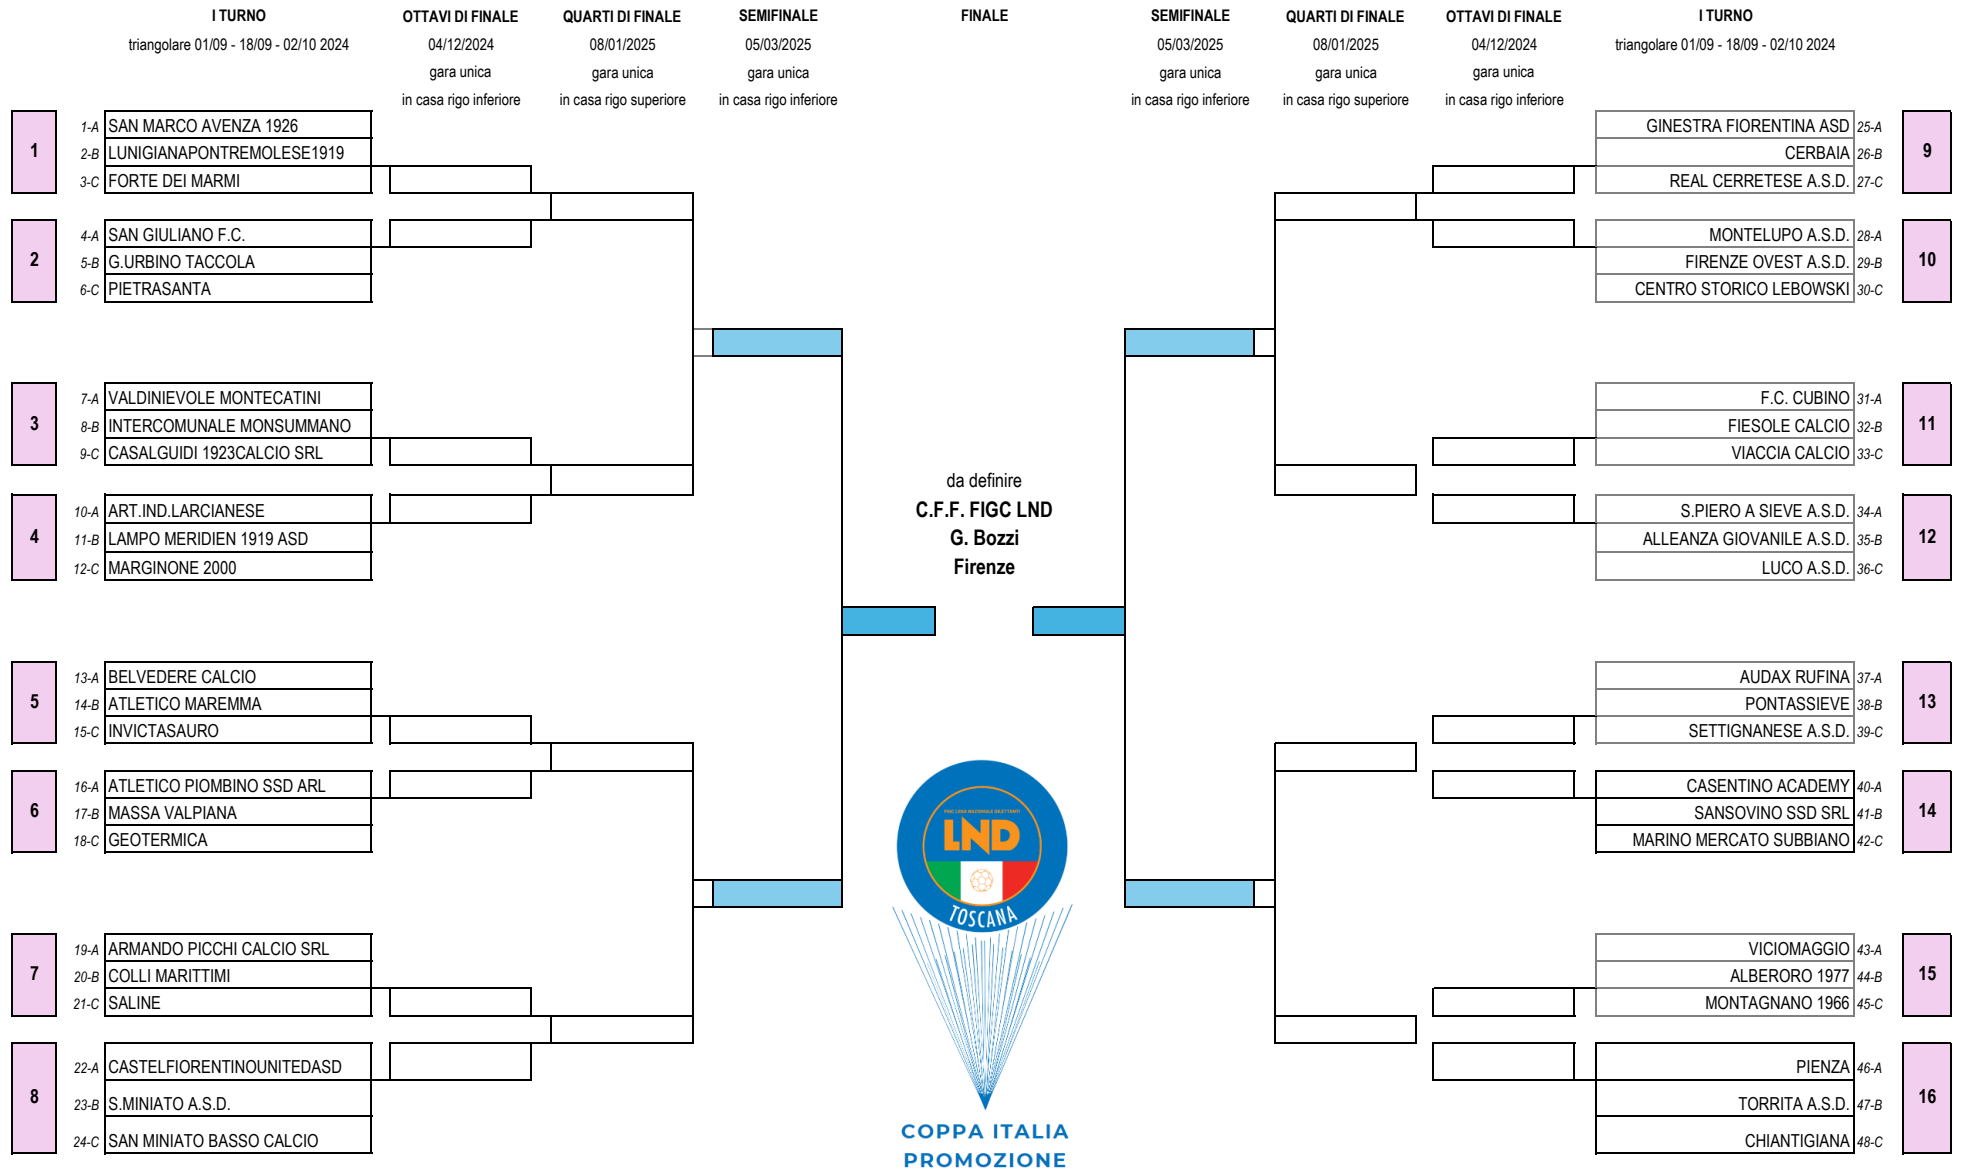 I TURNO OTTAVI DI FINALE QUARTI DI FINALE SEMIFINALE FINALE SEMIFINALE QUARTI DI FINALE OTTAVI DI FINALE I TURNO
triangolare 01/09 - 18/09 - 02/10 2024 04/12/2024 08/01/2025 05/03/2025 05/03/2025 08/01/2025 04/12/2024 triangolare 01/09 - 18/09 - 02/10 2024
gara unica gara unica gara unica gara unica gara unica gara unica
in casa rigo inferiore in casa rigo superiore in casa rigo inferiore in casa rigo inferiore in casa rigo superiore in casa rigo inferiore
1
1-A SAN MARCO AVENZA 1926
2-B LUNIGIANAPONTREMOLESE1919
3-C FORTE DEI MARMI
2
4-A SAN GIULIANO F.C.
5-B G.URBINO TACCOLA
6-C PIETRASANTA
3
7-A VALDINIEVOLE MONTECATINI
8-B INTERCOMUNALE MONSUMMANO
9-C CASALGUIDI 1923CALCIO SRL
4
10-A ART.IND.LARCIANESE
11-B LAMPO MERIDIEN 1919 ASD
12-C MARGINONE 2000
5
13-A BELVEDERE CALCIO
14-B ATLETICO MAREMMA
15-C INVICTASAURO
6
16-A ATLETICO PIOMBINO SSD ARL
17-B MASSA VALPIANA
18-C GEOTERMICA
7
19-A ARMANDO PICCHI CALCIO SRL
20-B COLLI MARITTIMI
21-C SALINE
8
22-A CASTELFIORENTINOUNITEDASD
23-B S.MINIATO A.S.D.
24-C SAN MINIATO BASSO CALCIO
da definire
C.F.F. FIGC LND
G. Bozzi
Firenze
LND
TOSCANA
COPPA ITALIA
PROMOZIONE
GINESTRA FIORENTINA ASD 25-A
CERBAIA 26-B
REAL CERRETESE A.S.D. 27-C
9
MONTELUPO A.S.D. 28-A
FIRENZE OVEST A.S.D. 29-B
CENTRO STORICO LEBOWSKI 30-C
10
F.C. CUBINO 31-A
FIESOLE CALCIO 32-B
VIACCIA CALCIO 33-C
11
S.PIERO A SIEVE A.S.D. 34-A
ALLEANZA GIOVANILE A.S.D. 35-B
LUCO A.S.D. 36-C
12
AUDAX RUFINA 37-A
PONTASSIEVE 38-B
SETTIGNANESE A.S.D. 39-C
13
CASENTINO ACADEMY 40-A
SANSOVINO SSD SRL 41-B
MARINO MERCATO SUBBIANO 42-C
14
VICIOMAGGIO 43-A
ALBERORO 1977 44-B
MONTAGNANO 1966 45-C
15
PIENZA 46-A
TORRITA A.S.D. 47-B
CHIANTIGIANA 48-C
16